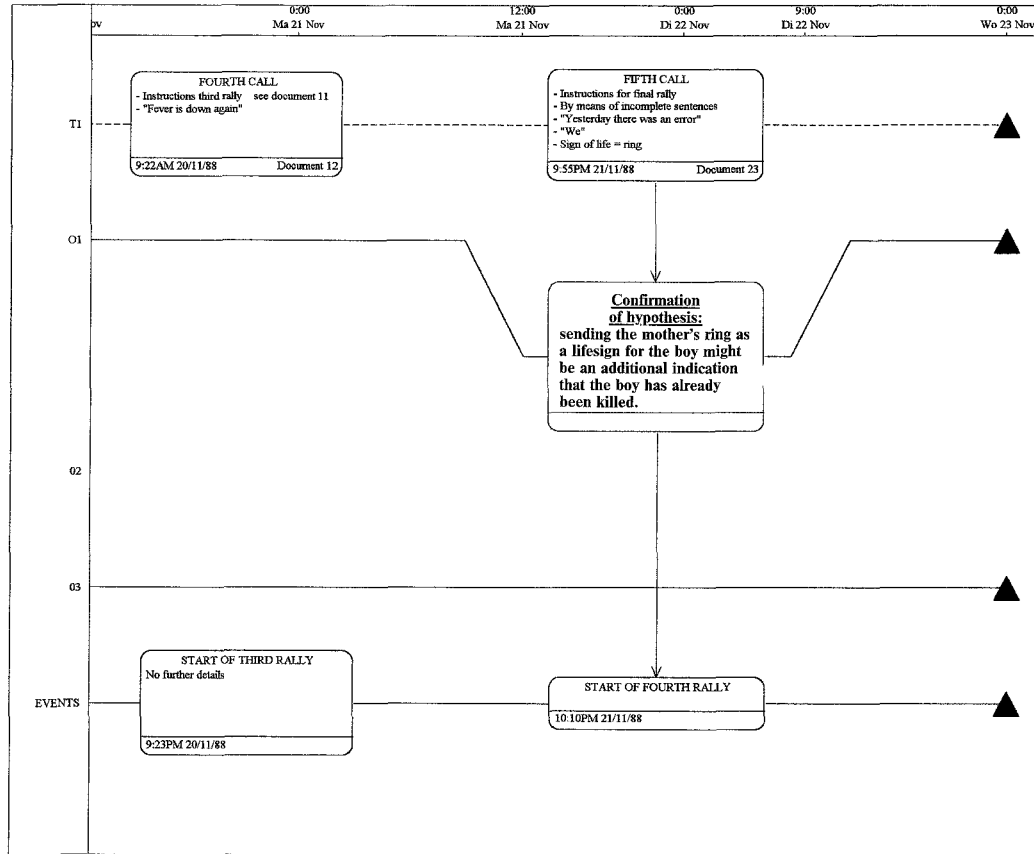 ov
0:00
Ma 21 Nov
12:00
Ma 21 Nov
0:00
Di 22 Nov
9:00
Di 22 Nov
0:00
Wo 23 Nov
FOURTH CALL
- Instructions third rally see document 11
- "Fever is down again"
9:22AM 20/11/88 Document 12
FIFTH CALL
- Instructions for final rally
- By means of incomplete sentences
- "Yesterday there was an error"
- "We"
- Sign of life = ring
9:55PM 21/11/88 Document 23
T1
O1
Confirmation
of hypothesis:
sending the mother's ring as
a lifesign for the boy might
be an additional indication
that the boy has already
been killed.
02
03
START OF THIRD RALLY
No further details
9:23PM 20/11/88
EVENTS
START OF FOURTH RALLY
10:10PM 21/11/88